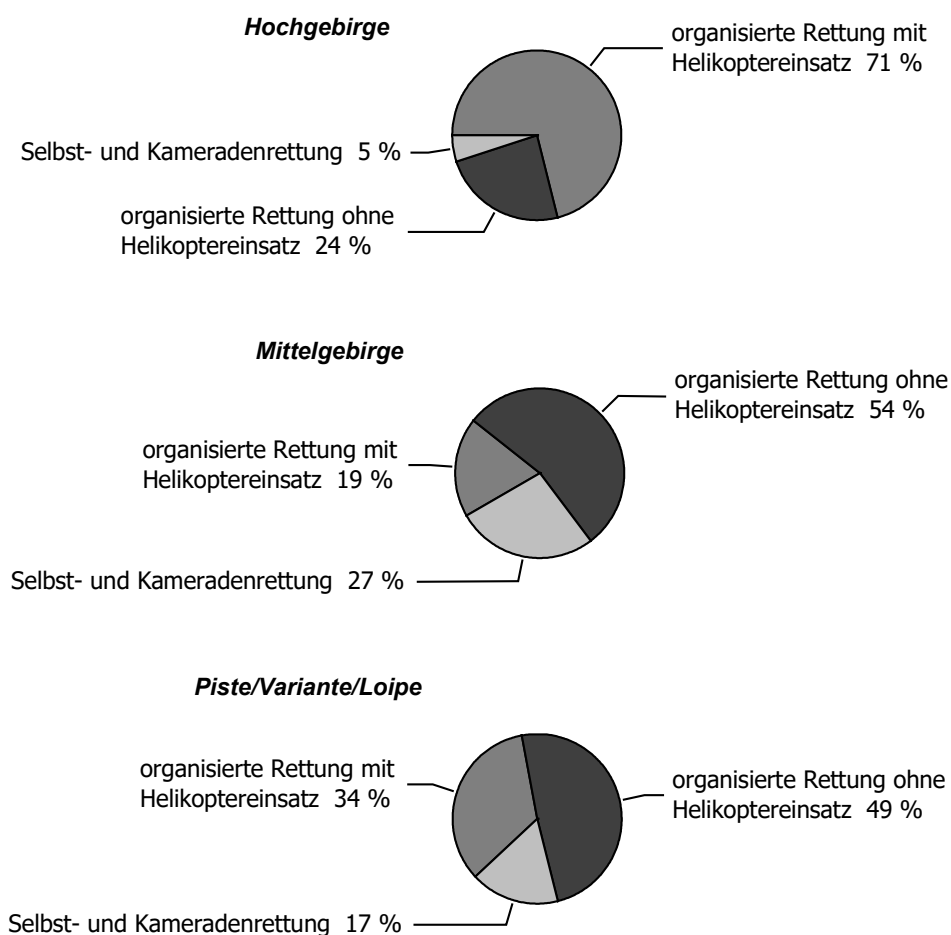 Hochgebirge
organisierte Rettung mit
Helikoptereinsatz 71 %
Selbst- und Kameradenrettung 5 %
organisierte Rettung ohne
Helikoptereinsatz 24 %
Mittelgebirge
organisierte Rettung ohne
Helikoptereinsatz 54 %
organisierte Rettung mit
Helikoptereinsatz 19 %
Selbst- und Kameradenrettung 27 %
Piste/Variante/Loipe
organisierte Rettung mit
Helikoptereinsatz 34 %
organisierte Rettung ohne
Helikoptereinsatz 49 %
Selbst- und Kameradenrettung 17 %